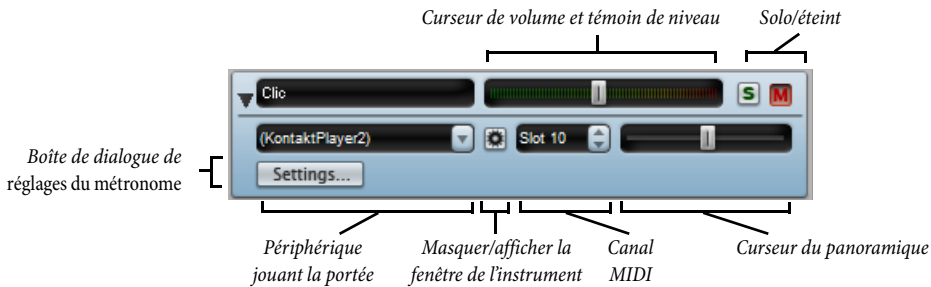 Curseur de volume et témoin de niveau
Solo/éteint
Clic
S
M
(KontaktPlayer2)
Slot 10
Settings...
Boîte de dialogue de
réglages du métronome
Périphérique
jouant la portée
Masquer/afficher la
fenêtre de l'instrument
Canal
MIDI
Curseur du panoramique